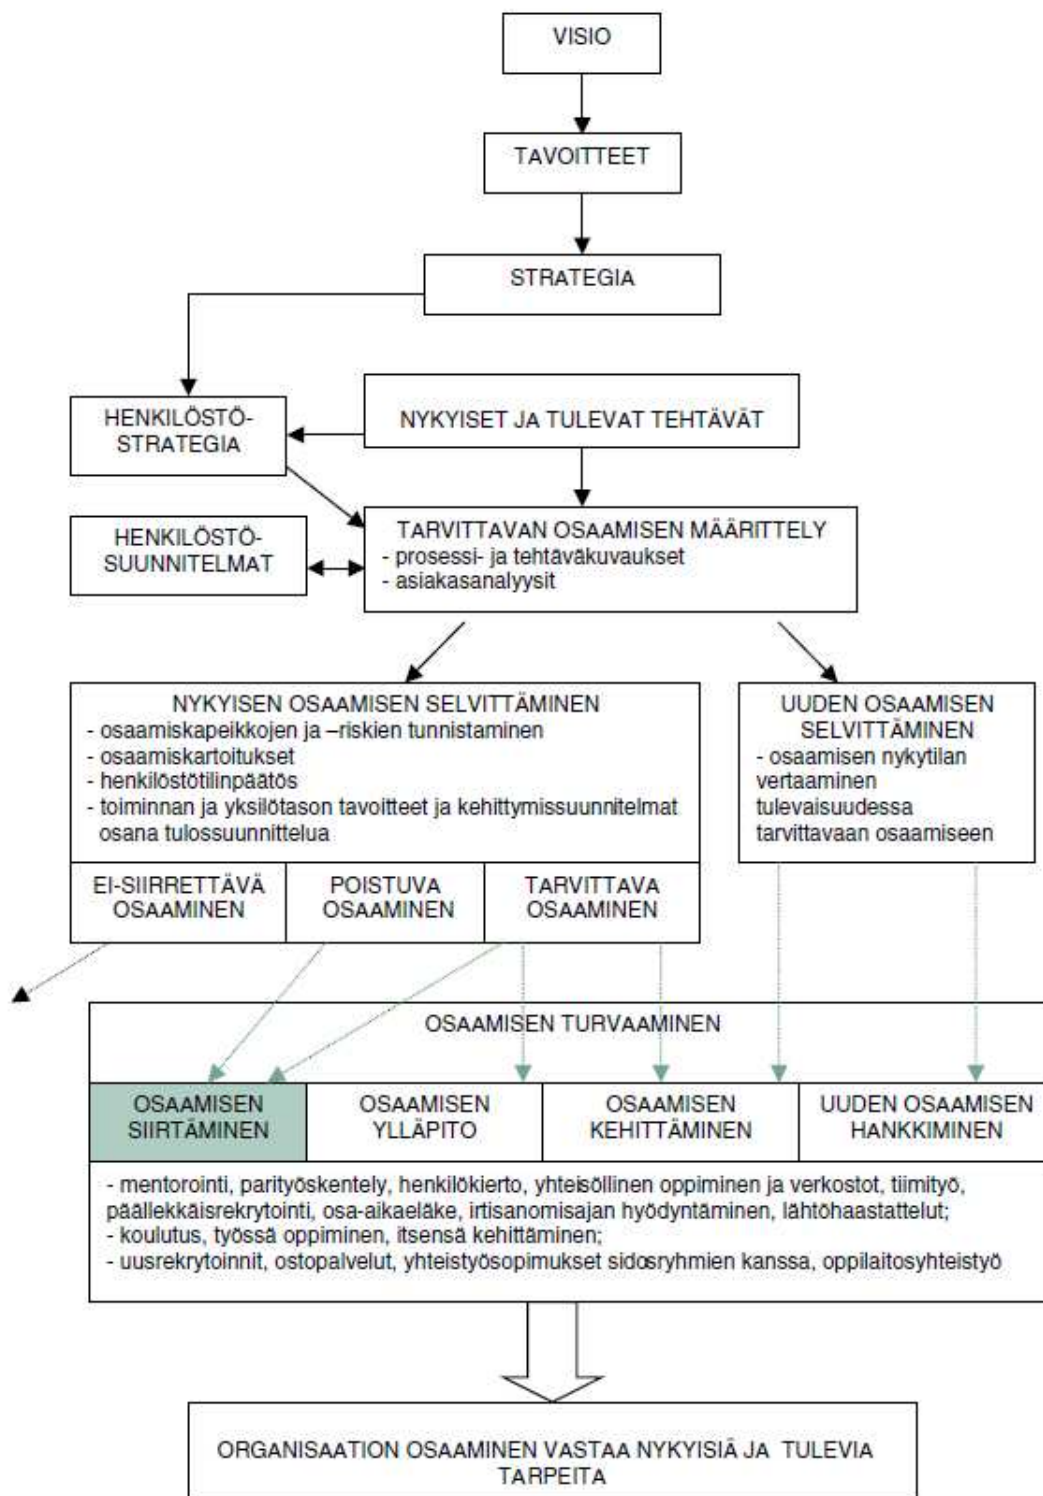 VISIO
TAVOITTEET
STRATEGIA
HENKILÖSTÖ-
STRATEGIA
NYKYISET JA TULEVAT TEHTÄVÄT
HENKILÖSTÖ-
SUUNNITELMAT
TARVITTAVAN OSAAMISEN MÄÄRITTELY
- prosessi- ja tehtäväkuvaukset
- asiakasanalyysit
NYKYISEN OSAAMISEN SELVITTÄMINEN
- osaamiskapeikkojen ja –riskien tunnistaminen
- osaamiskartoitukset
- henkilöstötilinpäätös
- toiminnan ja yksilötason tavoitteet ja kehittymissuunnitelmat
osana tulossuunnittelua
UUDEN OSAAMISEN
SELVITTÄMINEN
- osaamisen nykytilan
vertaaminen
tulevaisuudessa
tarvittavaan osaamiseen
EI-SIIRRETTÄVÄ
OSAAMINEN
POISTUVA
OSAAMINEN
TARVITTAVA
OSAAMINEN
OSAAMISEN TURVAAMINEN
OSAAMISEN
SIIRTÄMINEN
OSAAMISEN
YLLÄPITO
OSAAMISEN
KEHITTÄMINEN
UUDEN OSAAMISEN
HANKKIMINEN
- mentorointi, parityöskentely, henkilökierto, yhteisöllinen oppiminen ja verkostot, tiimityö,
päällekkäisrekrytointi, osa-aikaeläke, irtisanomisajan hyödyntäminen, lähtöhaastattelut;
- koulutus, työssä oppiminen, itsensä kehittäminen;
- uusrekrytoinnit, ostopalvelut, yhteistyösopimukset sidosryhmien kanssa, oppilaitosyhteistyö
ORGANISAATION OSAAMINEN VASTAA NYKYISIÄ JA TULEVIA
TARPEITA